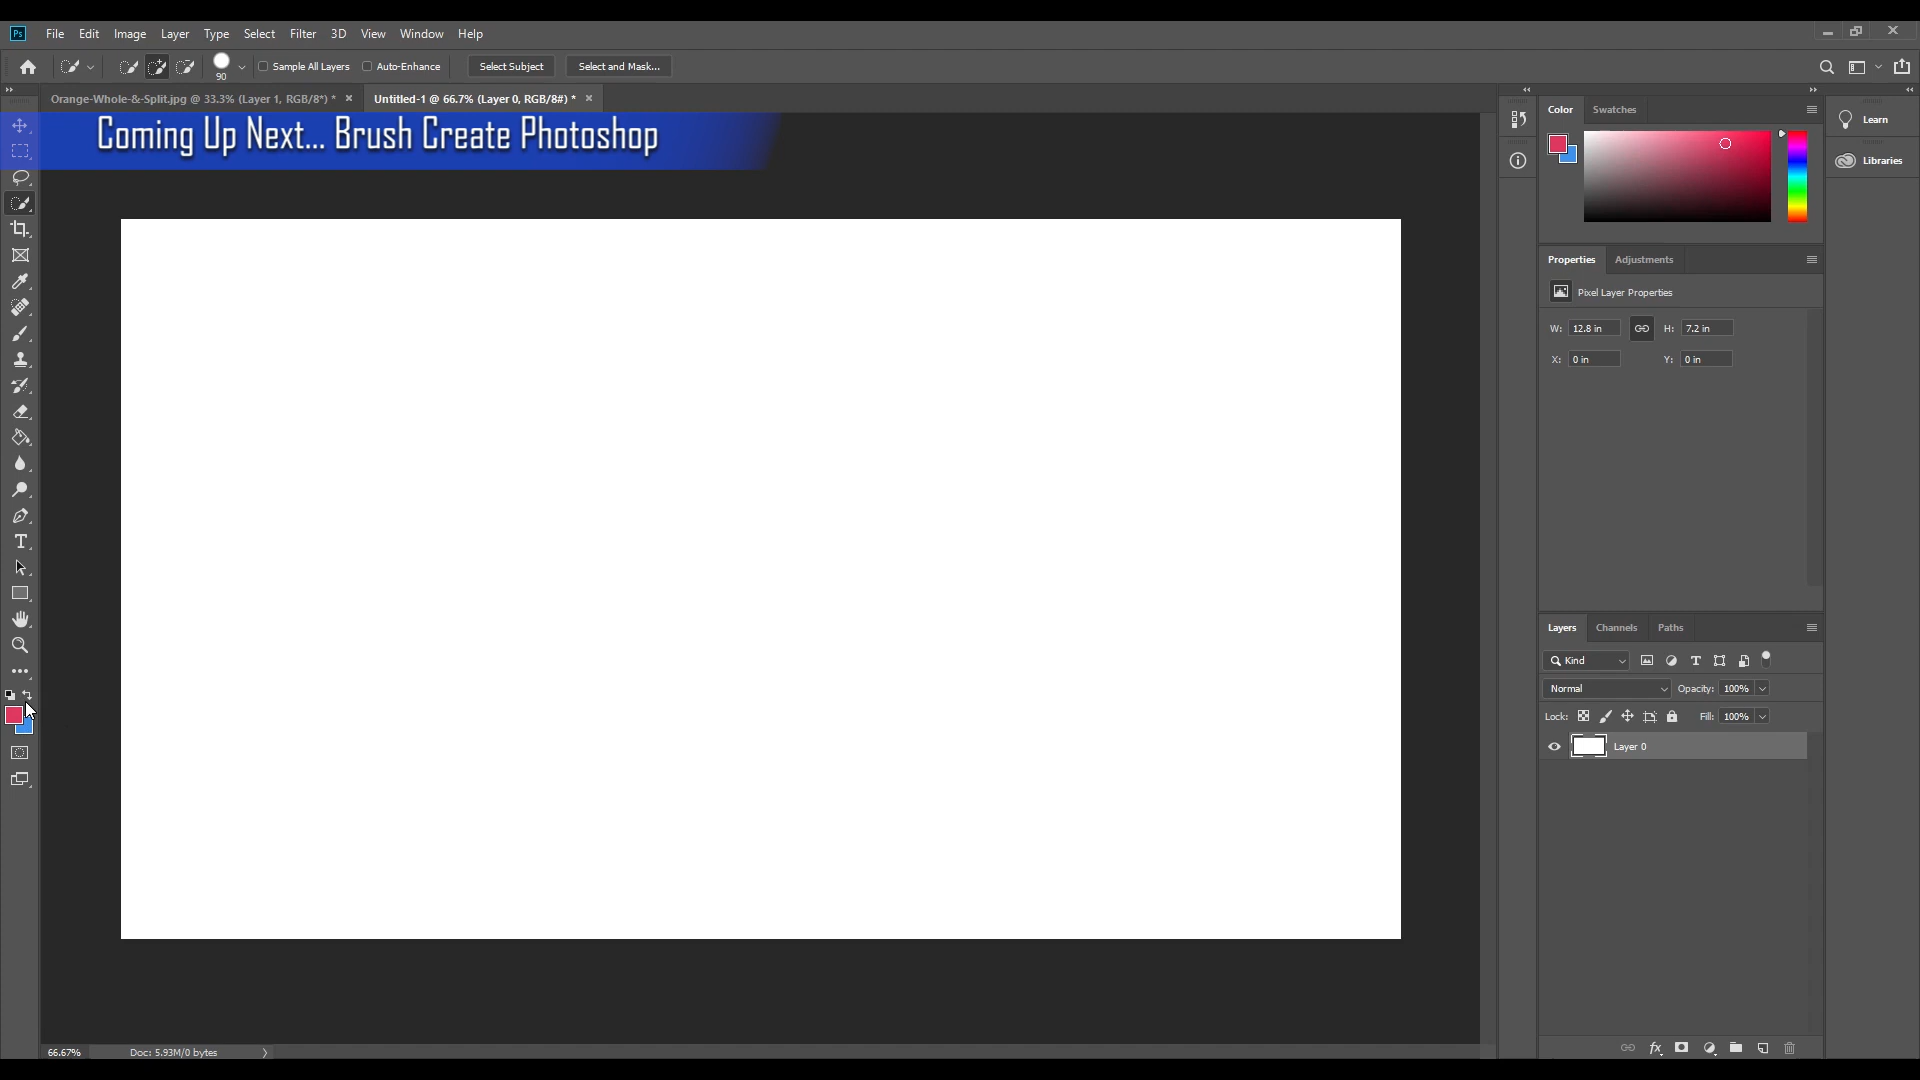 Ps File Edit Image Layer Type Select Filter 3D View Window Help
90 Sample All Layers Auto-Enhance Select Subject Select and Mask...
Orange-Whole-&-Split.jpg @ 33.3% (Layer 1, RGB/8*) * × Untitled-1 @ 66.7% (Layer 0, RGB/8#) * ×
Coming Up Next... Brush Create Photoshop
Color Swatches
Learn
Libraries
Properties Adjustments
Pixel Layer Properties
W: 12.8 in H: 7.2 in
X: 0 in Y: 0 in
Layers Channels Paths
Kind
Normal Opacity: 100%
Lock: Fill: 100%
Layer 0
fx
66.67% Doc: 5.93M/0 bytes